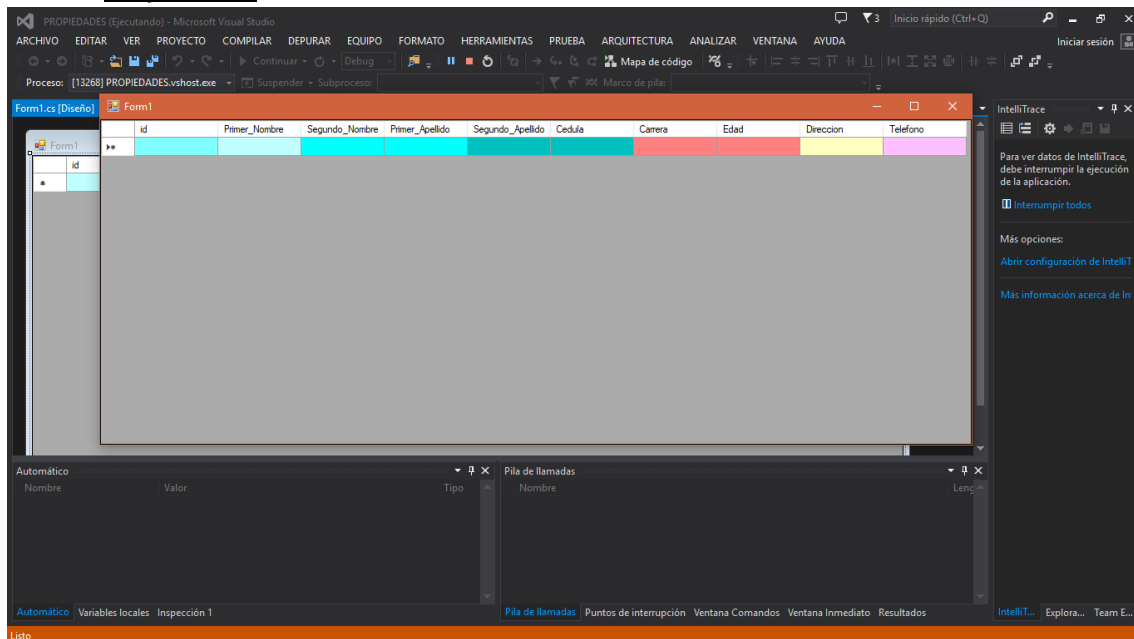 PROPIEDADES (Ejecutando) - Microsoft Visual Studio
3
Inicio rápido (Ctrl+Q)
ARCHIVO EDITAR VER PROYECTO COMPILAR DEPURAR EQUIPO FORMATO HERRAMIENTAS PRUEBA ARQUITECTURA ANALIZAR VENTANA AYUDA
Iniciar sesión
Continuar
Debug
Mapa de código
Proceso: [13268] PROPIEDADES.vshost.exe
Suspender
Subproceso:
Marco de pila:
Form1.cs [Diseño]
Form1
id Primer_Nombre Segundo_Nombre Primer_Apellido Segundo_Apellido Cedula Carrera Edad Direccion Telefono
Form1
id
IntelliTrace
Para ver datos de IntelliTrace,
debe interrumpir la ejecución
de la aplicación.
Interrumpir todos
Más opciones:
Abrir configuración de IntelliT
Más información acerca de In
Automático
Nombre Valor Tipo
Pila de llamadas
Nombre Leng
Automático Variables locales Inspección 1
Pila de llamadas Puntos de interrupción Ventana Comandos Ventana Inmediato Resultados
IntelliT... Explora... Team E...
Listo